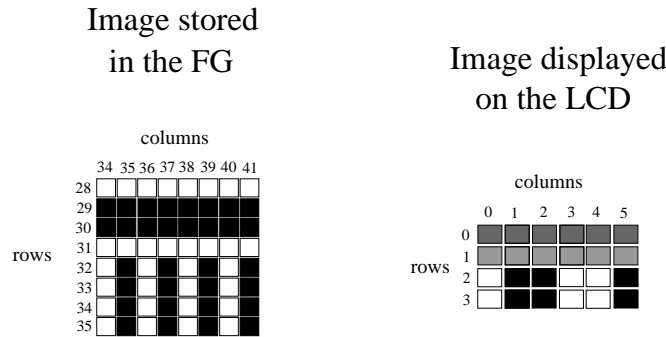 Image stored
in the FG
columns
34 35 36 37 38 39 40 41
28
29
30
31
rows
32
33
34
35
Image displayed
on the LCD
columns
0 1 2 3 4 5
0
1
rows
2
3